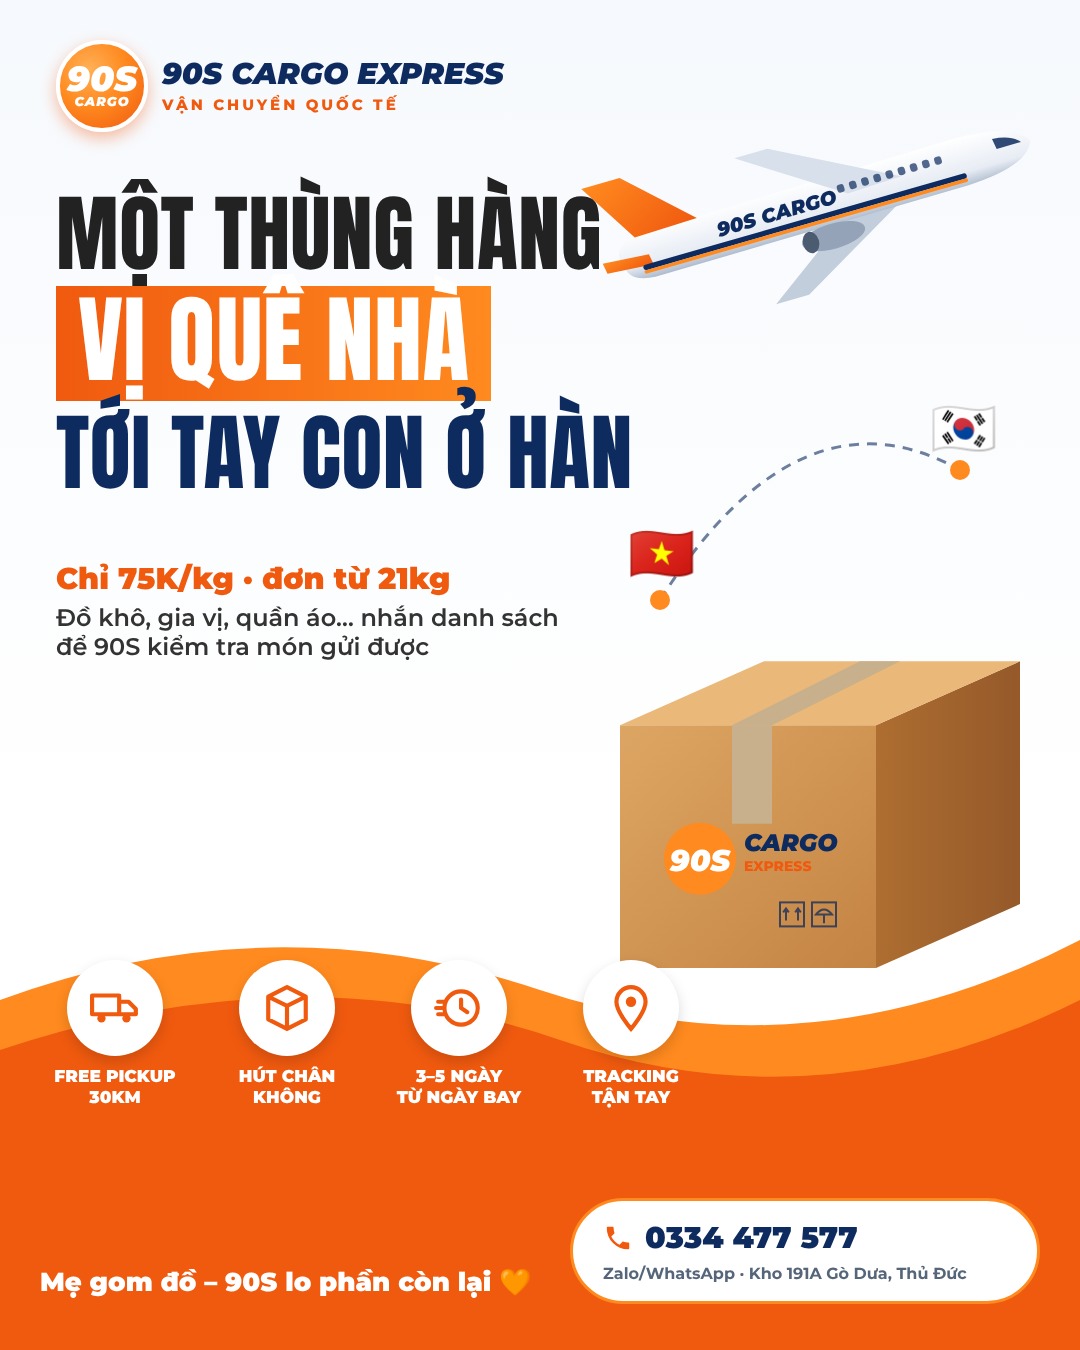 90S
CARGO
90S CARGO EXPRESS
VẬN CHUYỂN QUỐC TẾ
90S CARGO
MỘT THÙNG HÀNG
VỊ QUÊ NHÀ
TỚI TAY CON Ở HÀN
Chỉ 75K/kg · đơn từ 21kg
Đồ khô, gia vị, quần áo... nhắn danh sách
để 90S kiểm tra món gửi được
90S
CARGO
EXPRESS
FREE PICKUP
30KM
HÚT CHÂN
KHÔNG
3–5 NGÀY
TỪ NGÀY BAY
TRACKING
TẬN TAY
0334 477 577
Zalo/WhatsApp · Kho 191A Gò Dưa, Thủ Đức
Mẹ gom đồ – 90S lo phần còn lại 🧡